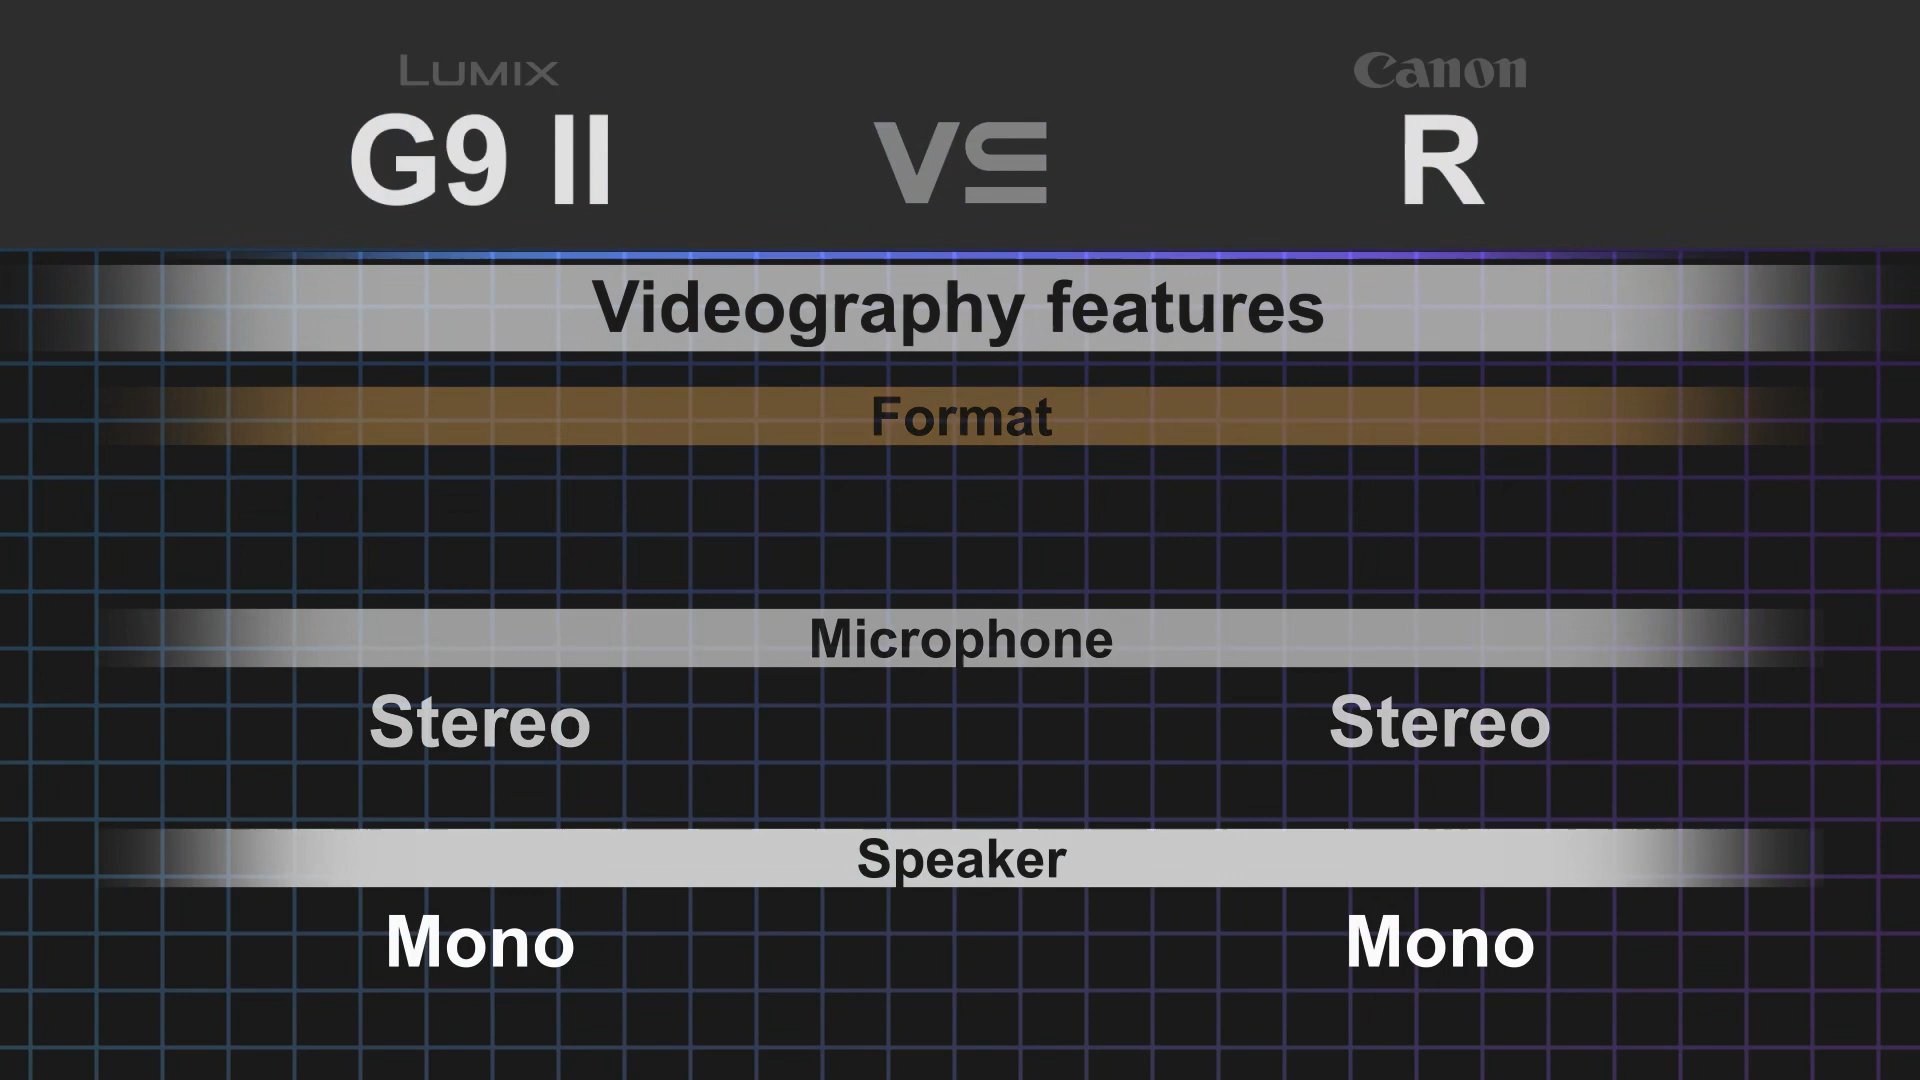 LUMIX
Canon
G9 II
VS
R
Videography features
Format
Microphone
Stereo
Stereo
Speaker
Mono
Mono